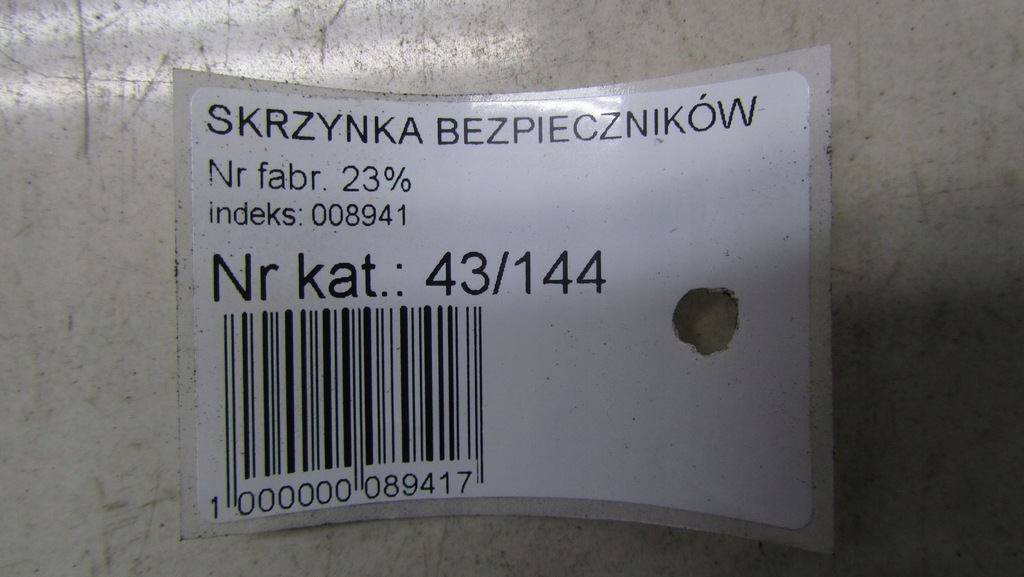 SKRZYNKA BEZPIECZNIKÓW
Nr fabr. 23%
indeks: 008941
Nr kat.: 43/144
1 000000 089417